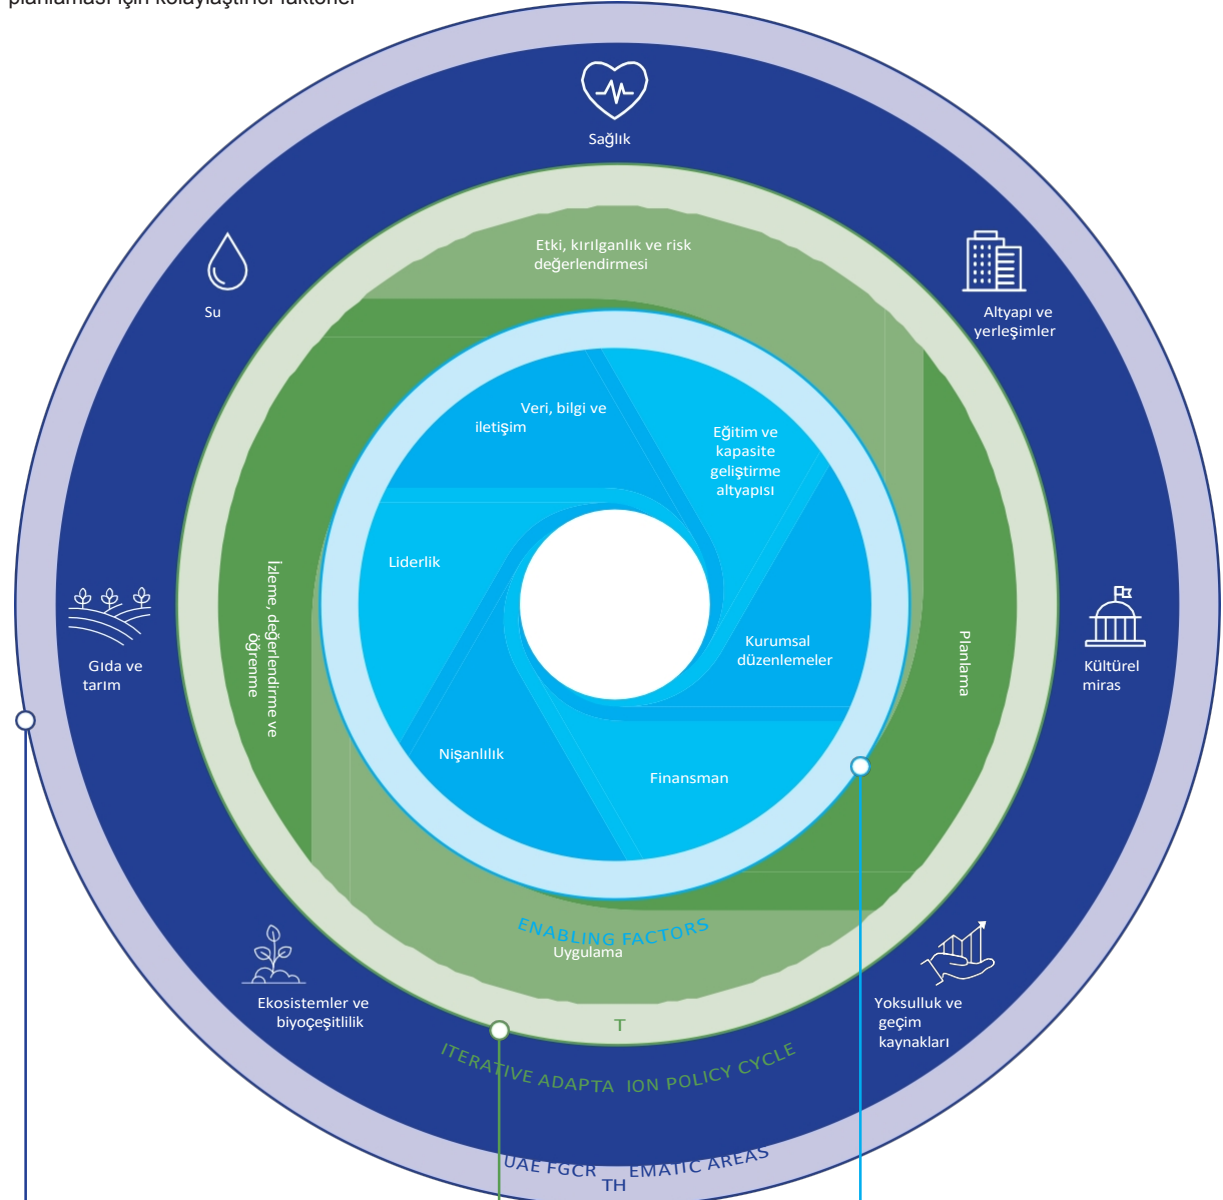 planlaması için kolaylaştırıcı faktörler
Sağlık
Etki, kırılganlık ve risk
değerlendirmesi
Su
Altyapı ve
yerleşimler
Veri, bilgi ve
iletişim
Eğitim ve
kapasite
geliştirme
altyapısı
Liderlik
İzleme, değerlendirme ve
öğrenme
Kurumsal
düzenlemeler
Planlama
Gıda ve
tarım
Kültürel
miras
Nişanlılık
Finansman
ENABLING FACTORS
Uygulama
Ekosistemler ve
biyoçeşitlilik
Yoksulluk ve
geçim
kaynakları
T
ITERATIVE ADAPTA ION POLICY CYCLE
UAE FGCR EMATIC AREAS
TH